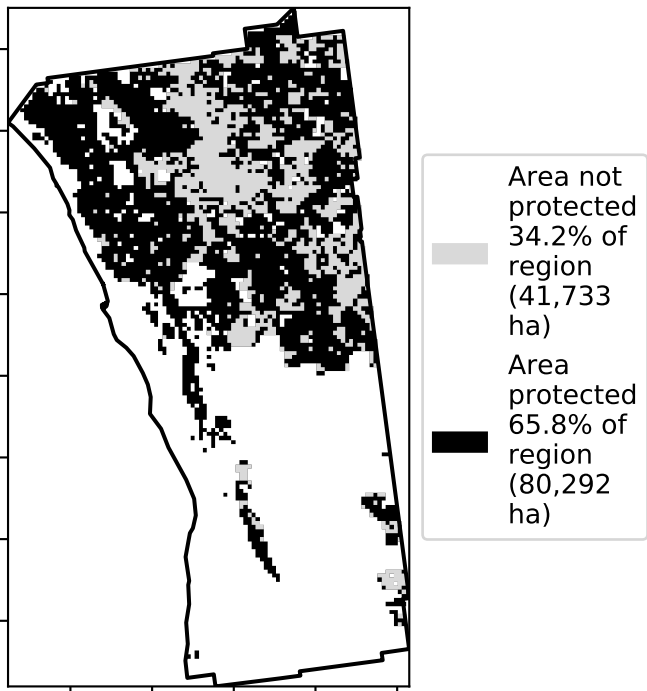 Area not
protected
34.2% of
region
(41,733
ha)
Area
protected
65.8% of
region
(80,292
ha)